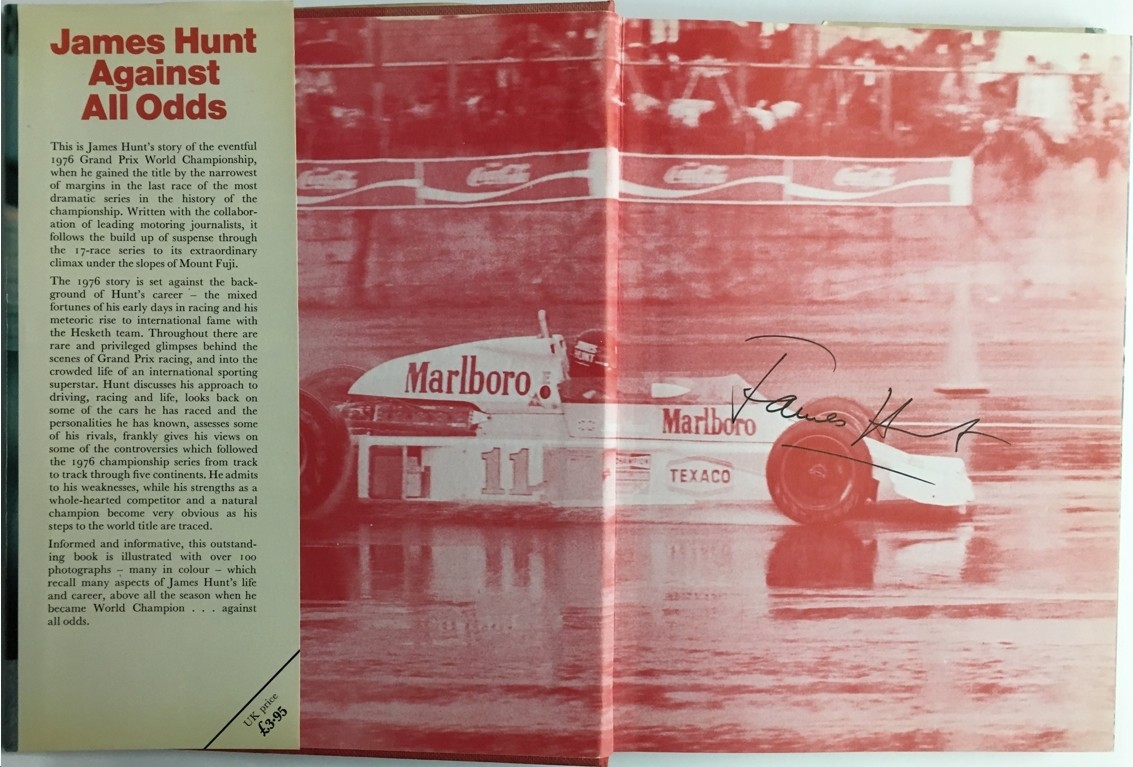 James Hunt
Against
All Odds
This is James Hunt's story of the eventful
1976 Grand Prix World Championship,
when he gained the title by the narrowest
of margins in the last race of the most
dramatic series in the history of the
championship. Written with the collabor-
ation of leading motoring journalists, it
follows the build up of suspense through
the 17-race series to its extraordinary
climax under the slopes of Mount Fuji.
The 1976 story is set against the back-
ground of Hunt's career – the mixed
fortunes of his early days in racing and his
meteoric rise to international fame with
the Hesketh team. Throughout there are
rare and privileged glimpses behind the
scenes of Grand Prix racing, and into the
crowded life of an international sporting
superstar. Hunt discusses his approach to
driving, racing and life, looks back on
some of the cars he has raced and the
personalities he has known, assesses some
of his rivals, frankly gives his views on
some of the controversies which followed
the 1976 championship series from track
to track through five continents. He admits
to his weaknesses, while his strengths as a
whole-hearted competitor and a natural
champion become very obvious as his
steps to the world title are traced.
Informed and informative, this outstand-
ing book is illustrated with over 100
photographs – many in colour – which
recall many aspects of James Hunt's life
and career, above all the season when he
became World Champion . . . against
all odds.
UK price
£3·95
Coca-Cola Coca-Cola Coca-Cola Coca-Cola
JAMES
HUNT
Marlboro
Marlboro
11
CHAMPION
TEXACO
James Hunt